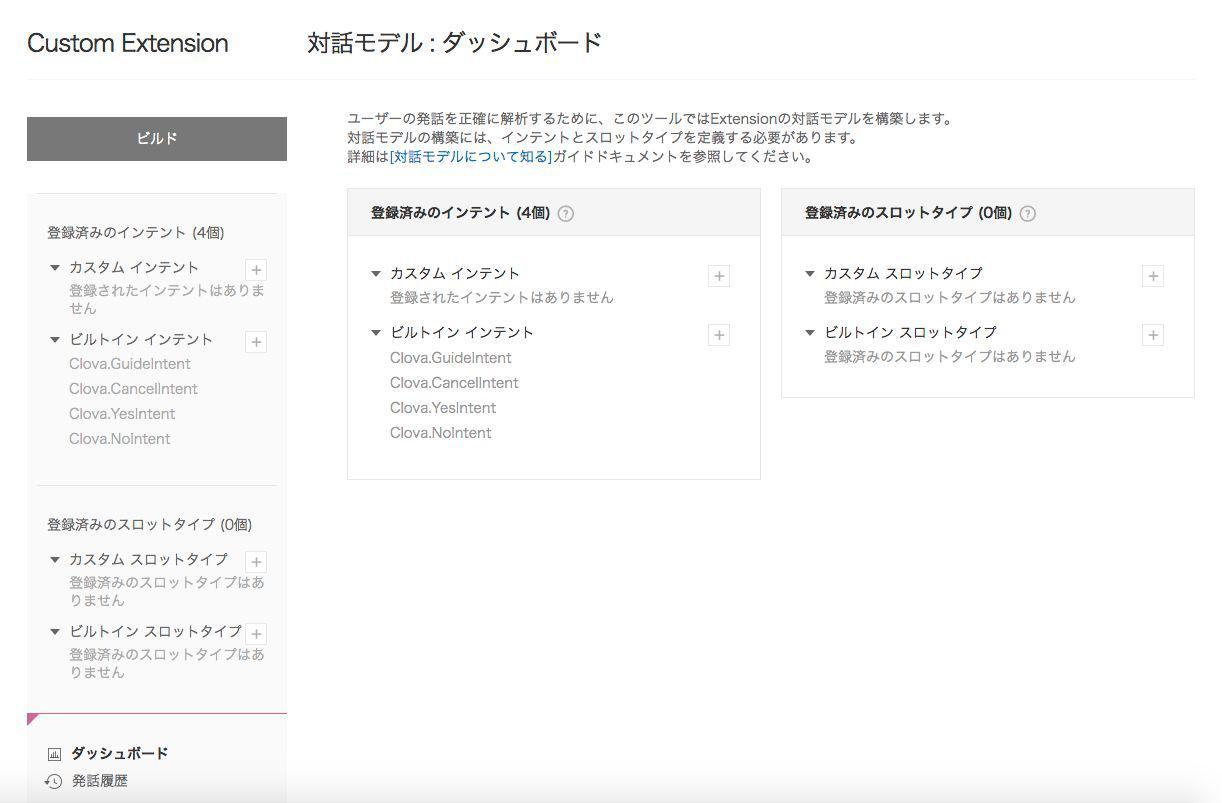 Custom Extension
対話モデル : ダッシュボード
ビルド
登録済みのインテント (4個)
カスタム インテント
+
登録されたインテントはありま
せん
ビルトイン インテント
+
Clova.GuideIntent
Clova.CancelIntent
Clova.YesIntent
Clova.NoIntent
登録済みのスロットタイプ (0個)
カスタム スロットタイプ
+
登録済みのスロットタイプはあ
りません
ビルトイン スロットタイプ
+
登録済みのスロットタイプはあ
りません
ダッシュボード
発話履歴
ユーザーの発話を正確に解析するために、このツールではExtensionの対話モデルを構築します。
対話モデルの構築には、インテントとスロットタイプを定義する必要があります。
詳細は[対話モデルについて知る]ガイドドキュメントを参照してください。
登録済みのインテント (4個) ?
カスタム インテント
+
登録されたインテントはありません
ビルトイン インテント
+
Clova.GuideIntent
Clova.CancelIntent
Clova.YesIntent
Clova.NoIntent
登録済みのスロットタイプ (0個) ?
カスタム スロットタイプ
+
登録済みのスロットタイプはありません
ビルトイン スロットタイプ
+
登録済みのスロットタイプはありません